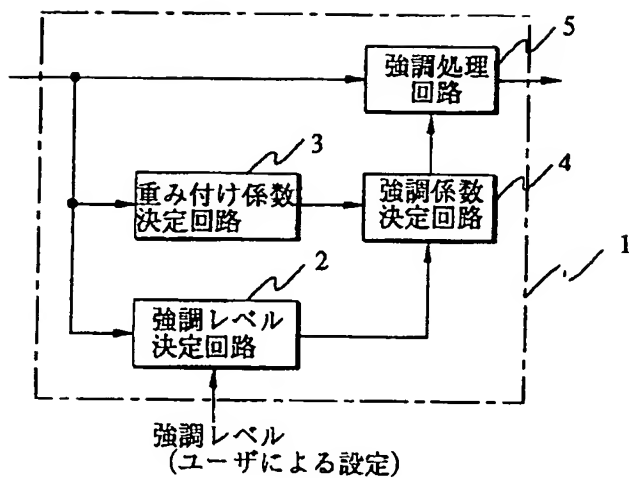 5
強調処理
回路
3
4
重み付け係数
決定回路
強調係数
決定回路
1
2
強調レベル
決定回路
強調レベル
(ユーザによる設定)